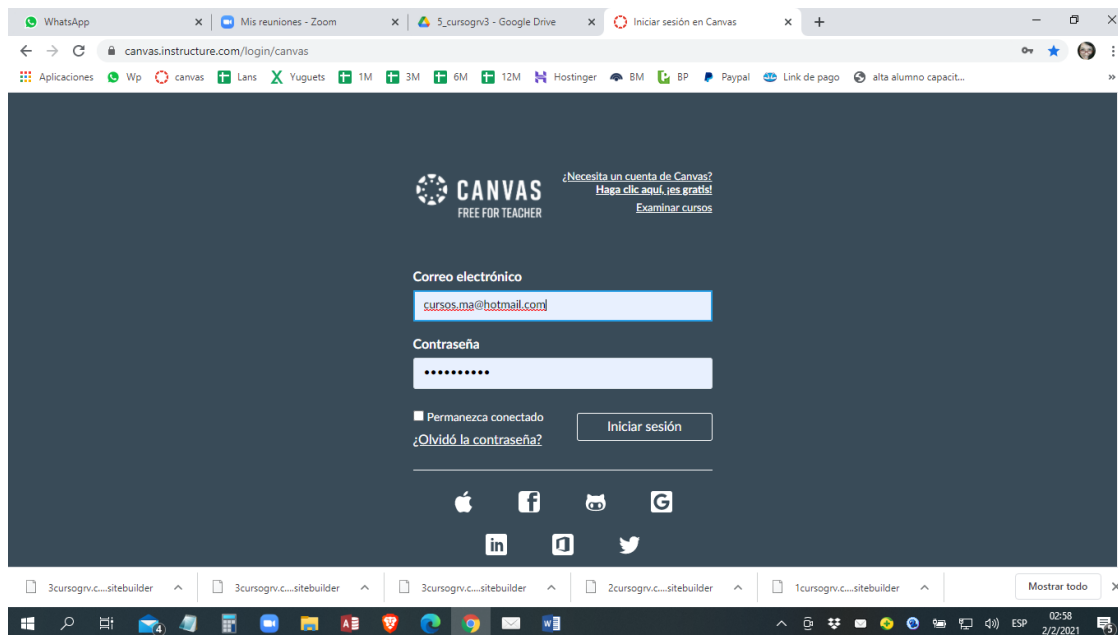 WhatsApp
Mis reuniones - Zoom
5_cursogrv3 - Google Drive
Iniciar sesión en Canvas
canvas.instructure.com/login/canvas
Aplicaciones Wp canvas Lans Yuguets 1M 3M 6M 12M Hostinger BM BP Paypal Link de pago alta alumno capacit...
»
CANVAS
FREE FOR TEACHER
¿Necesita un cuenta de Canvas?
Haga clic aquí, ¡es gratis!
Examinar cursos
Correo electrónico
cursos.ma@hotmail.com
Contraseña
••••••••••
Permanezca conectado
¿Olvidó la contraseña?
Iniciar sesión
3cursogrv.c....sitebuilder
3cursogrv.c....sitebuilder
3cursogrv.c....sitebuilder
2cursogrv.c....sitebuilder
1cursogrv.c....sitebuilder
Mostrar todo
4
ESP
02:58
2/2/2021
5